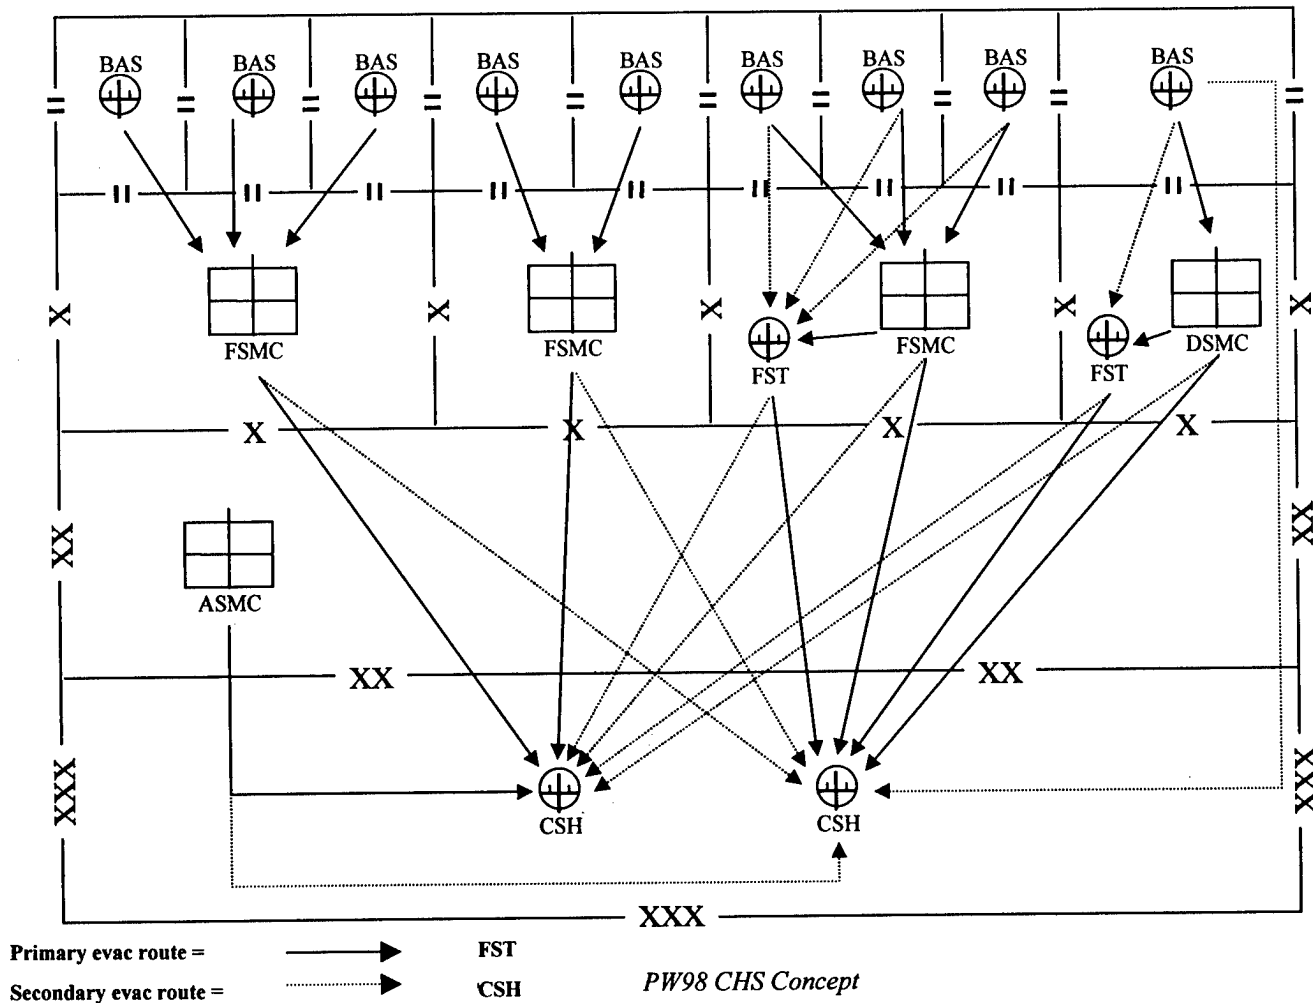 BAS BAS BAS BAS BAS BAS BAS BAS BAS
= = = = = = = = = =
II II II II II II II II II
X X X X X
FSMC FSMC FST FSMC FST DSMC
X X X X
XX XX
ASMC
XX XX
XXX XXX
CSH CSH
XXX
Primary evac route = FST
Secondary evac route = CSH PW98 CHS Concept